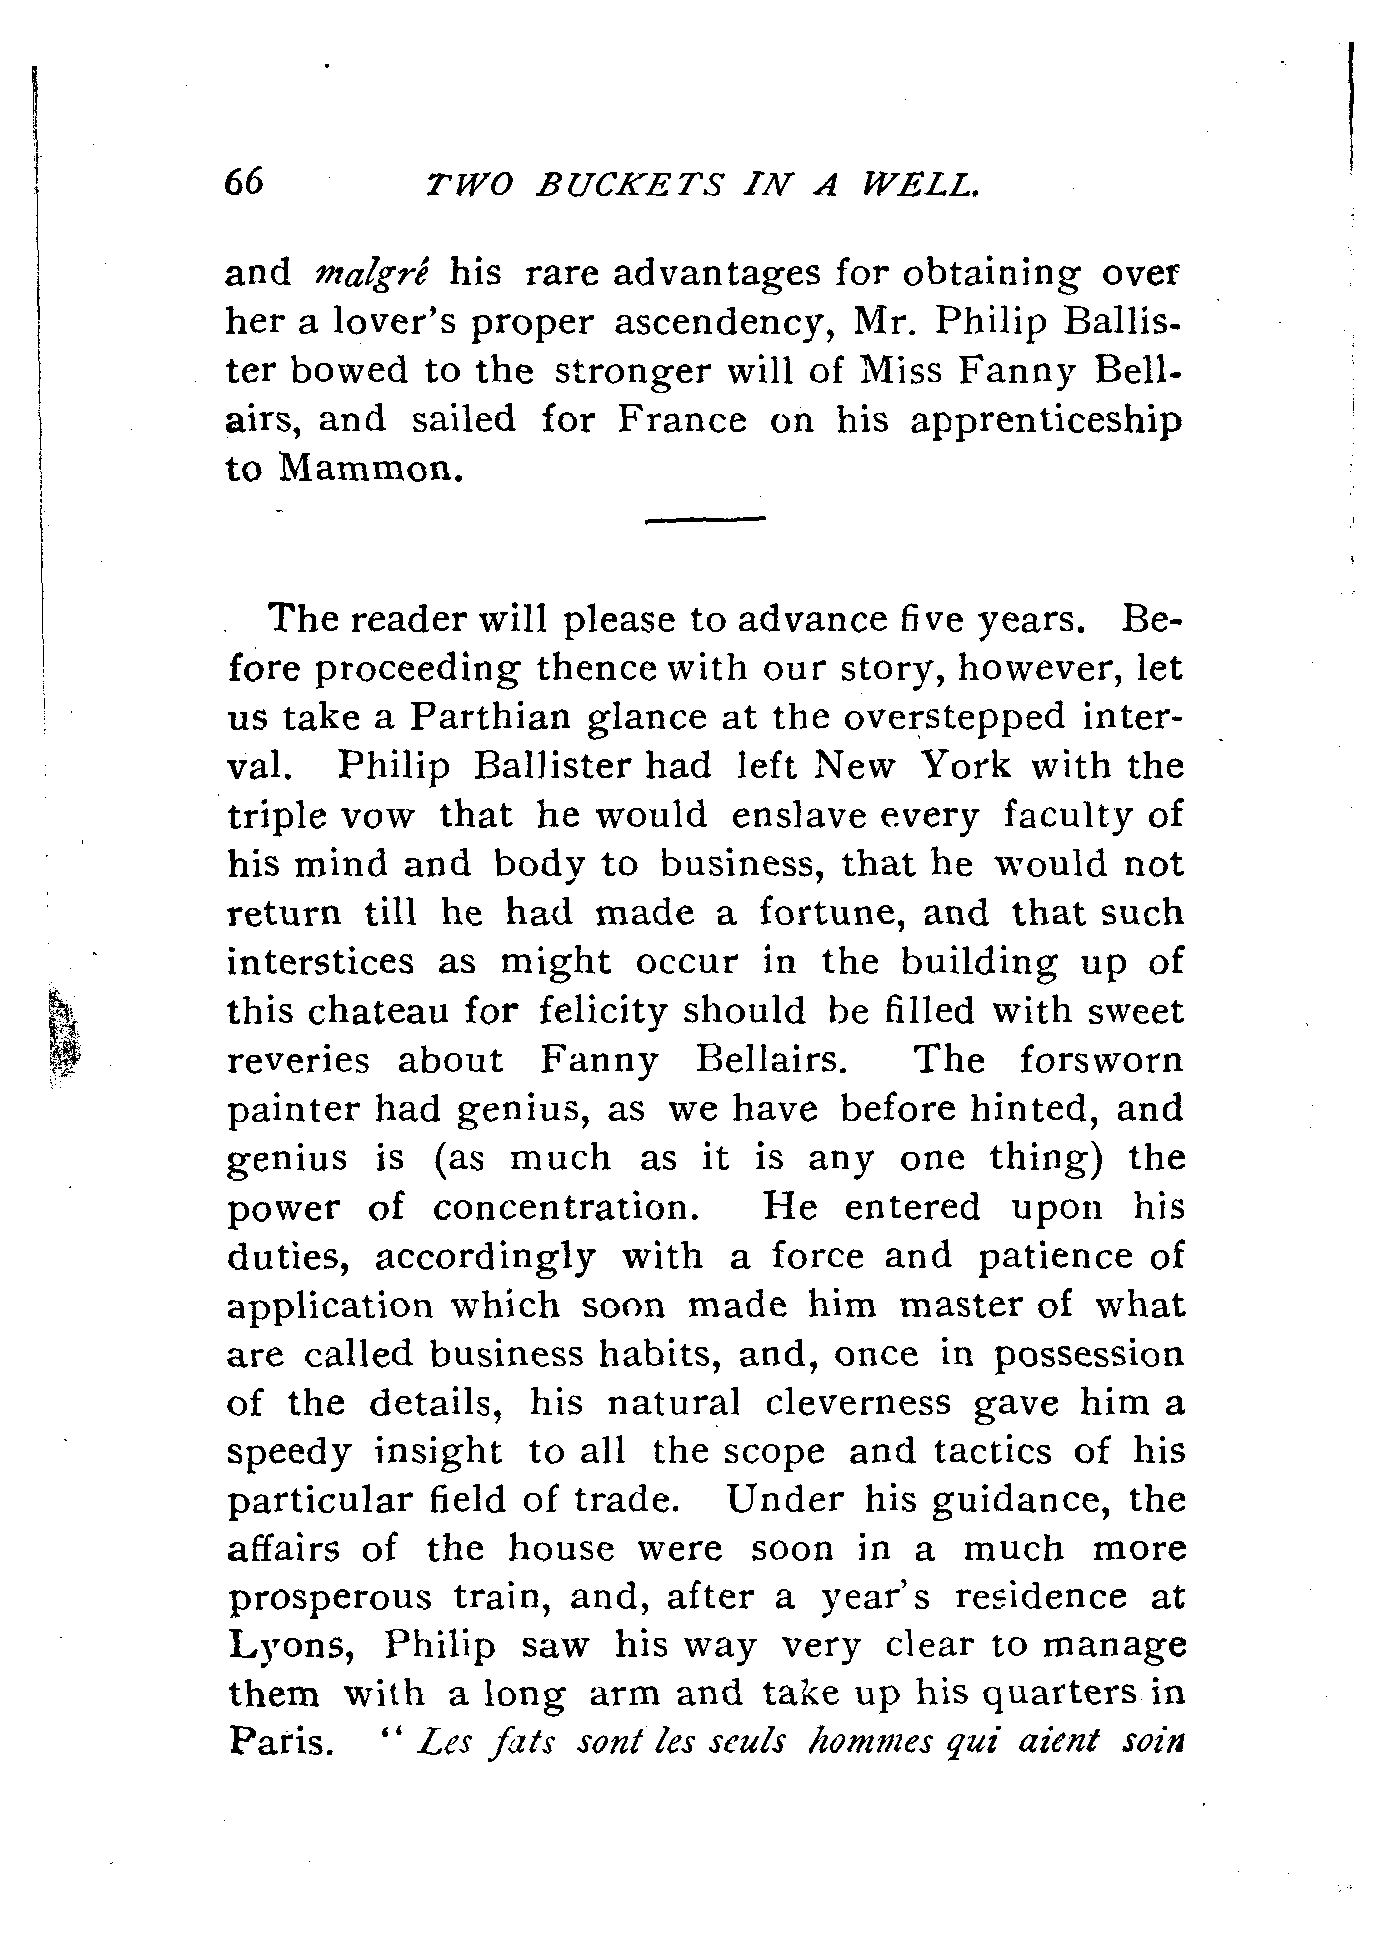 66 TWO BUCKETS IN A WELL.
and malgré his rare advantages for obtaining over
her a lover's proper ascendency, Mr. Philip Ballis-
ter bowed to the stronger will of Miss Fanny Bell-
airs, and sailed for France on his apprenticeship
to Mammon.
The reader will please to advance five years. Be-
fore proceeding thence with our story, however, let
us take a Parthian glance at the overstepped inter-
val. Philip Ballister had left New York with the
triple vow that he would enslave every faculty of
his mind and body to business, that he would not
return till he had made a fortune, and that such
interstices as might occur in the building up of
this chateau for felicity should be filled with sweet
reveries about Fanny Bellairs. The forsworn
painter had genius, as we have before hinted, and
genius is (as much as it is any one thing) the
power of concentration. He entered upon his
duties, accordingly with a force and patience of
application which soon made him master of what
are called business habits, and, once in possession
of the details, his natural cleverness gave him a
speedy insight to all the scope and tactics of his
particular field of trade. Under his guidance, the
affairs of the house were soon in a much more
prosperous train, and, after a year's residence at
Lyons, Philip saw his way very clear to manage
them with a long arm and take up his quarters in
Paris. “Les fats sont les seuls hommes qui aient soin